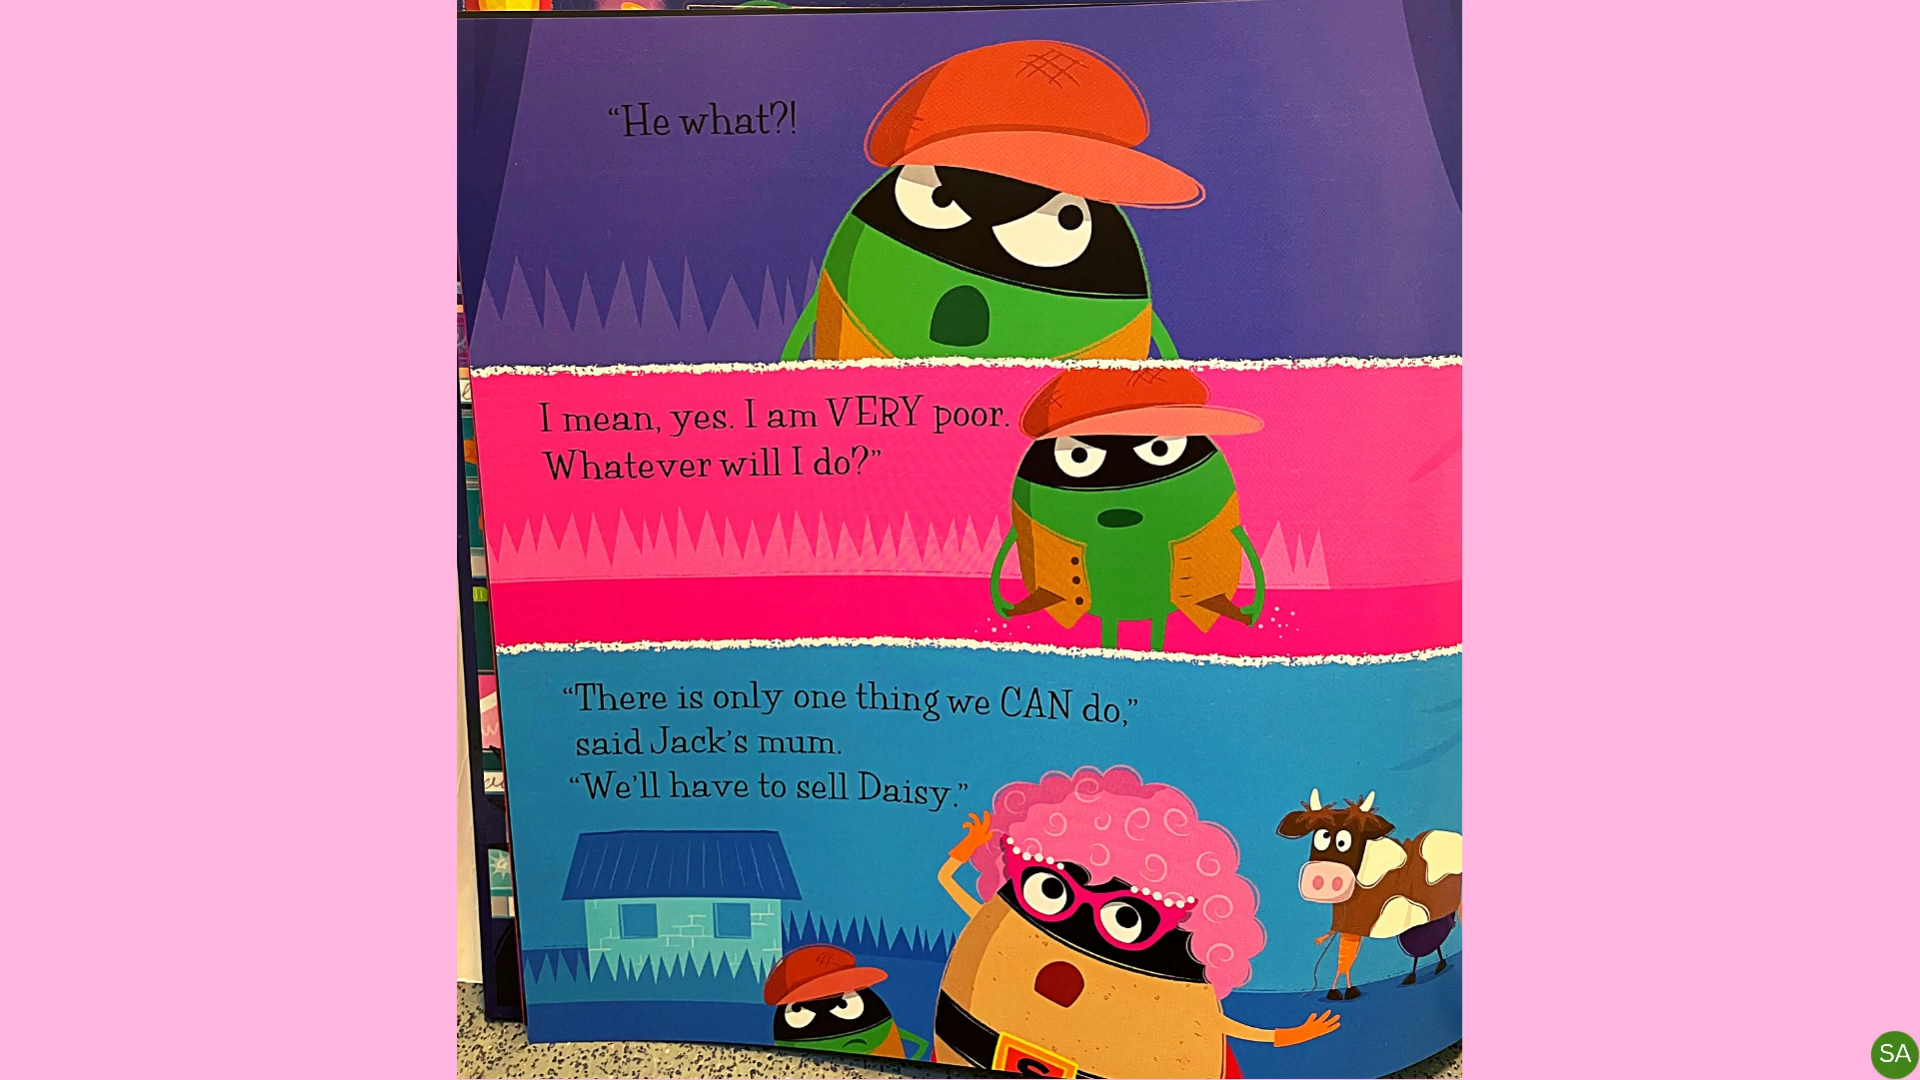 “He what?!
I mean, yes. I am VERY poor.
Whatever will I do?”
“There is only one thing we CAN do,”
said Jack’s mum.
“We’ll have to sell Daisy.”
SA